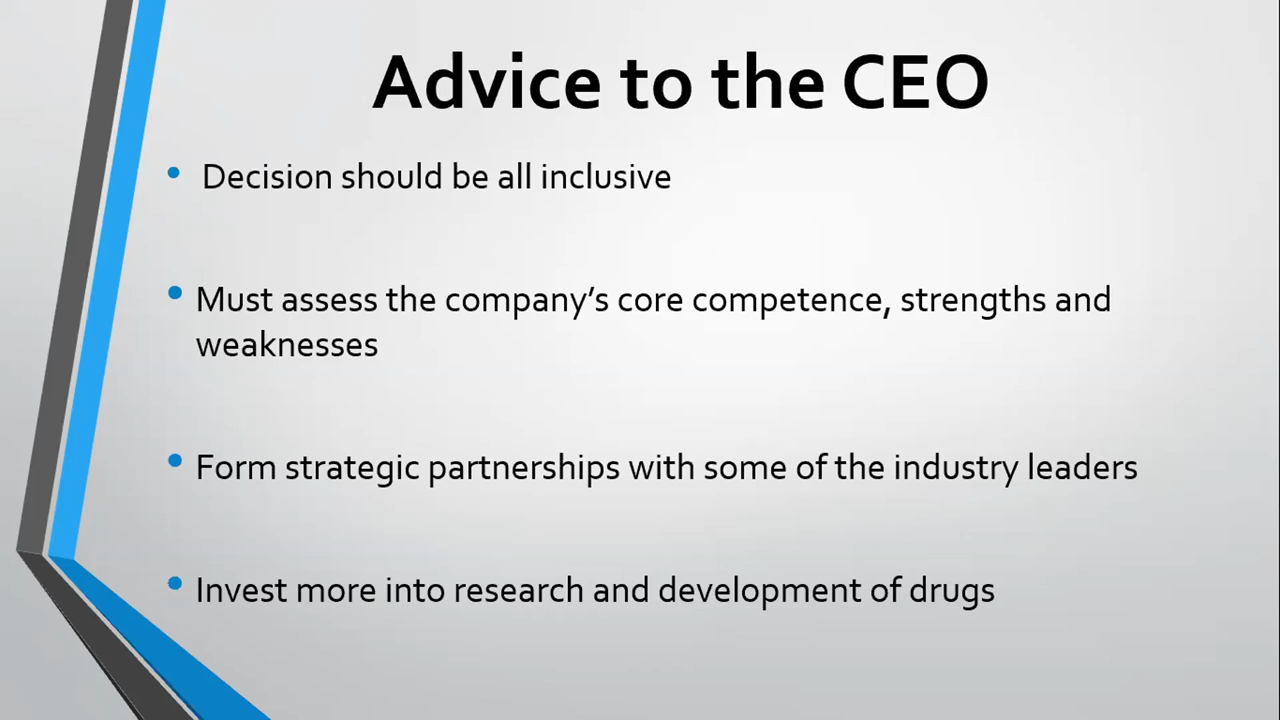 Advice to the CEO
• Decision should be all inclusive
• Must assess the company’s core competence, strengths and
weaknesses
• Form strategic partnerships with some of the industry leaders
• Invest more into research and development of drugs